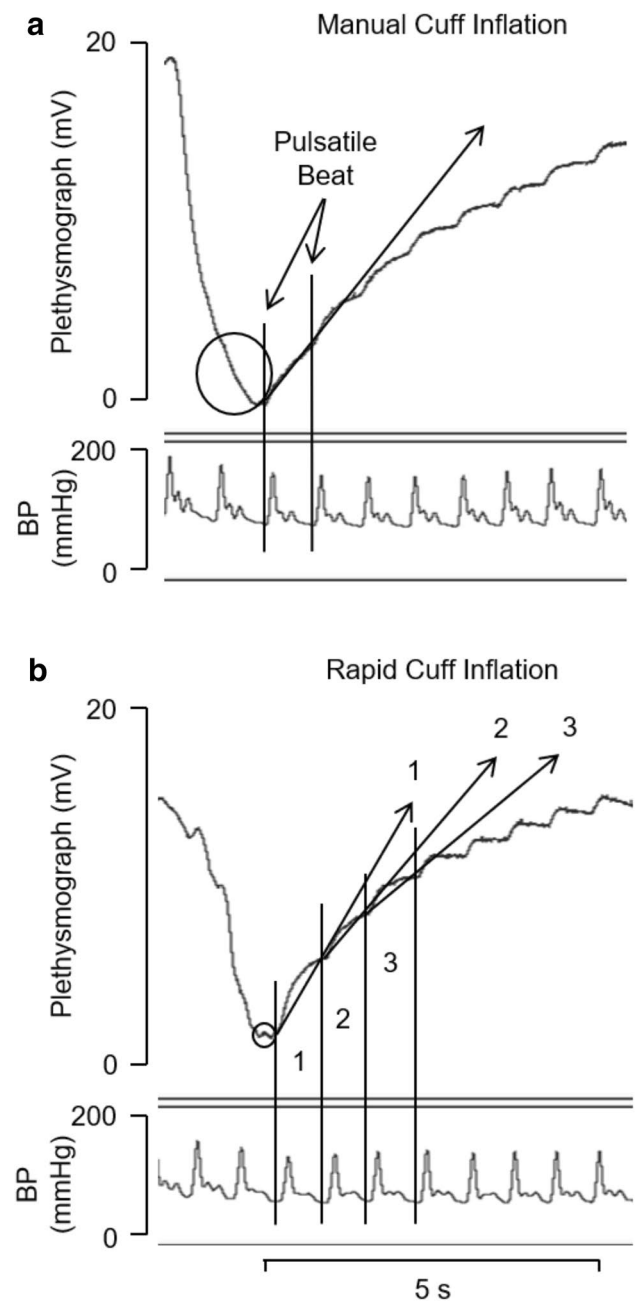 a
Manual Cuff Inflation
20
Plethysmograph (mV)
Pulsatile
Beat
0
200
BP
(mmHg)
0
b
Rapid Cuff Inflation
20
Plethysmograph (mV)
1
2
3
3
2
1
0
200
BP
(mmHg)
0
5 s